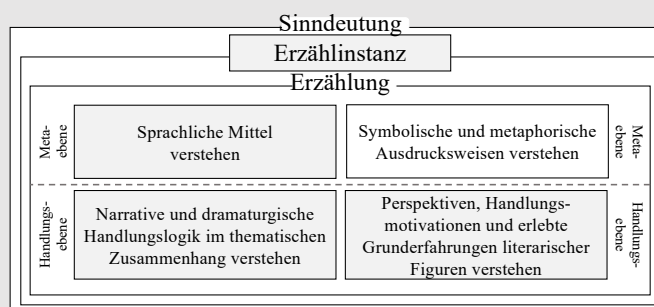 Sinndeutung
Erzählinstanz
Erzählung
Meta-
ebene
Sprachliche Mittel
verstehen
Symbolische und metaphorische
Ausdrucksweisen verstehen
Meta-
ebene
Handlungs-
ebene
Narrative und dramaturgische
Handlungslogik im thematischen
Zusammenhang verstehen
Perspektiven, Handlungs-
motivationen und erlebte
Grunderfahrungen literarischer
Figuren verstehen
Handlungs-
ebene